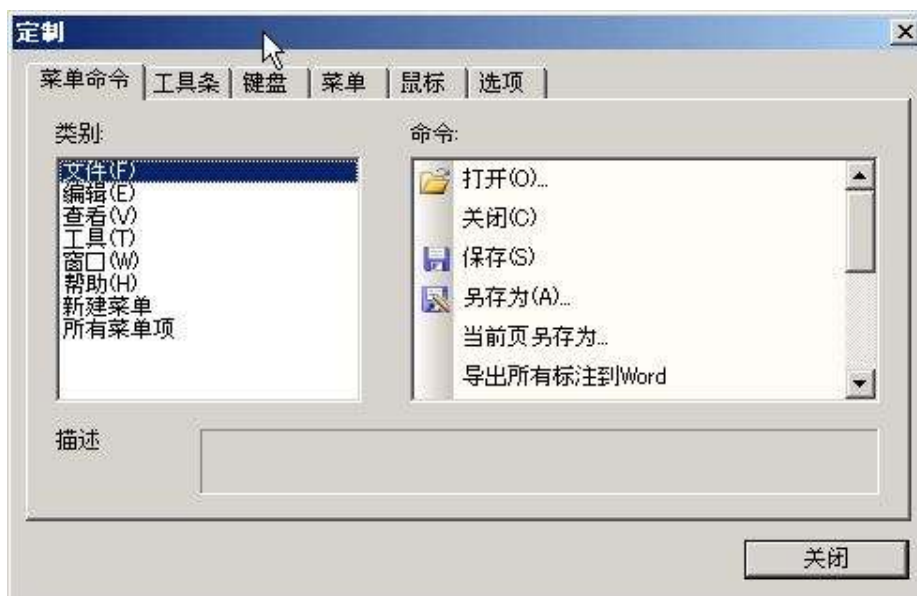 定制
菜单命令 工具条 键盘 菜单 鼠标 选项
类别:
文件(F)
编辑(E)
查看(V)
工具(T)
窗口(W)
帮助(H)
新建菜单
所有菜单项
命令:
打开(O)...
关闭(C)
保存(S)
另存为(A)...
当前页另存为...
导出所有标注到Word
描述
关闭